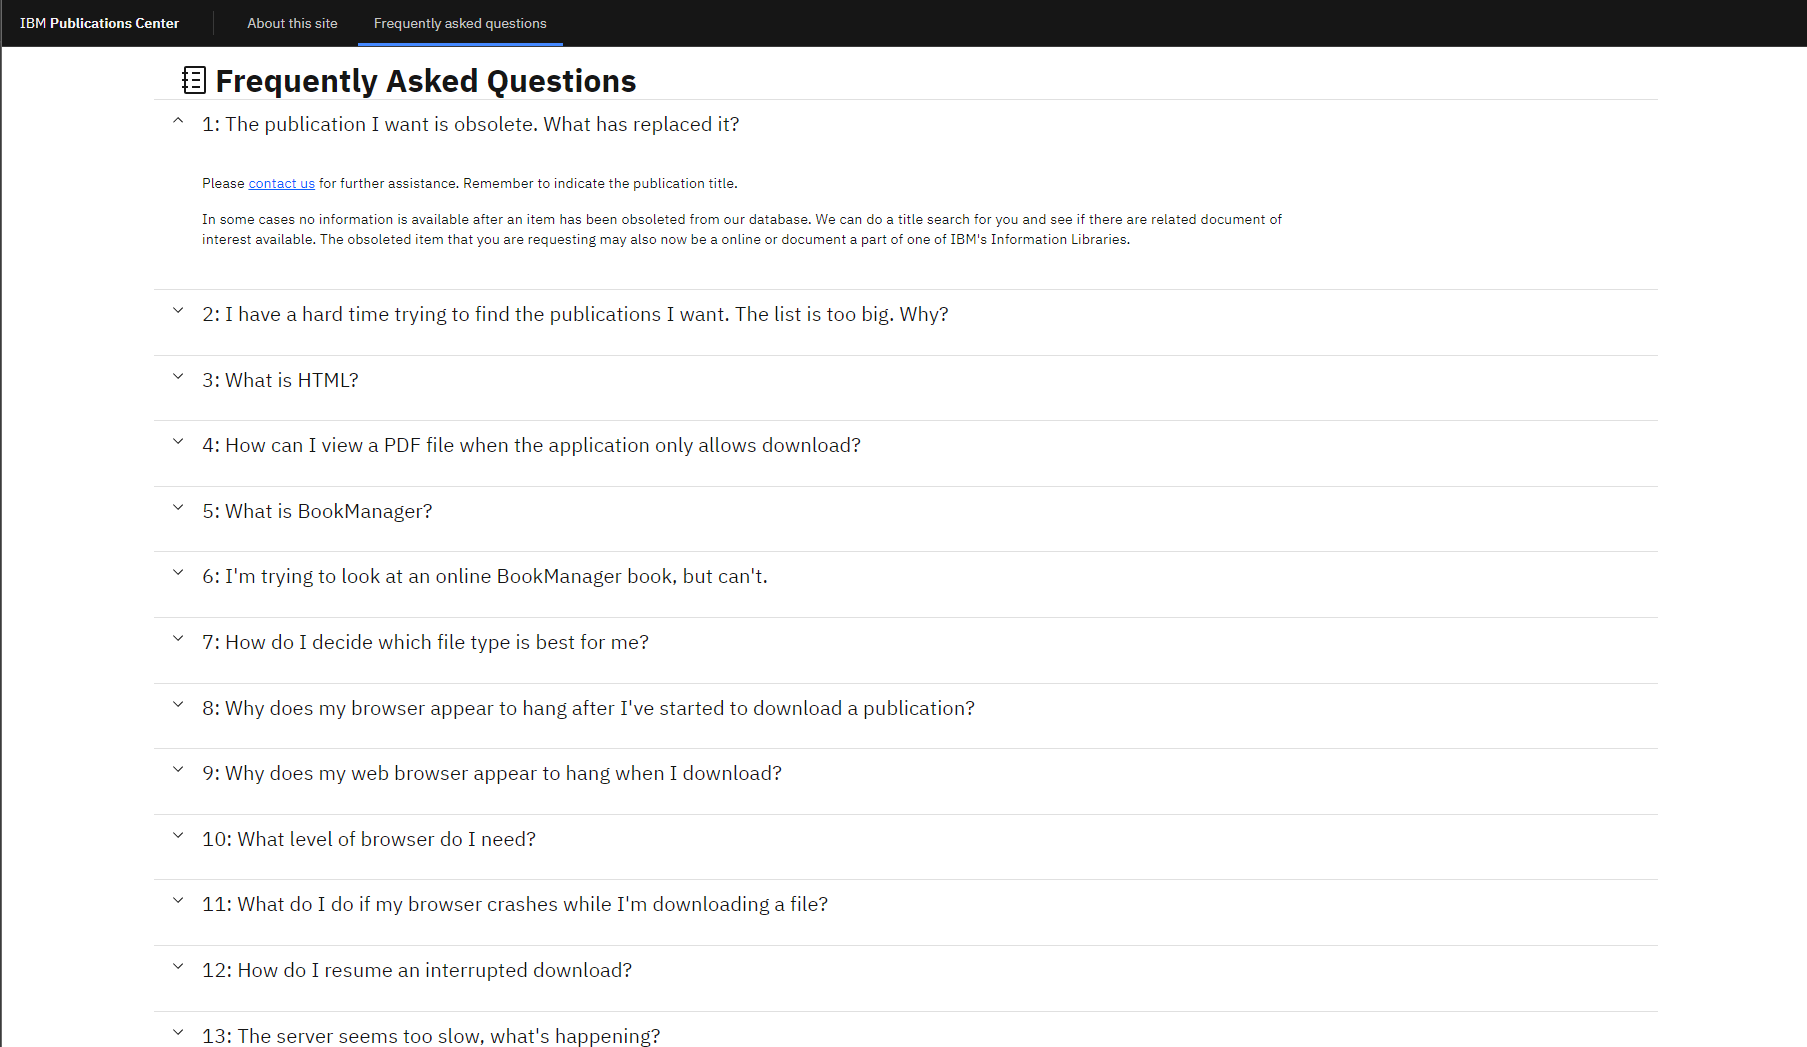 IBM Publications Center
About this site
Frequently asked questions
Frequently Asked Questions
1: The publication I want is obsolete. What has replaced it?
Please contact us for further assistance. Remember to indicate the publication title.
In some cases no information is available after an item has been obsoleted from our database. We can do a title search for you and see if there are related document of
interest available. The obsoleted item that you are requesting may also now be a online or document a part of one of IBM's Information Libraries.
2: I have a hard time trying to find the publications I want. The list is too big. Why?
3: What is HTML?
4: How can I view a PDF file when the application only allows download?
5: What is BookManager?
6: I'm trying to look at an online BookManager book, but can't.
7: How do I decide which file type is best for me?
8: Why does my browser appear to hang after I've started to download a publication?
9: Why does my web browser appear to hang when I download?
10: What level of browser do I need?
11: What do I do if my browser crashes while I'm downloading a file?
12: How do I resume an interrupted download?
13: The server seems too slow, what's happening?